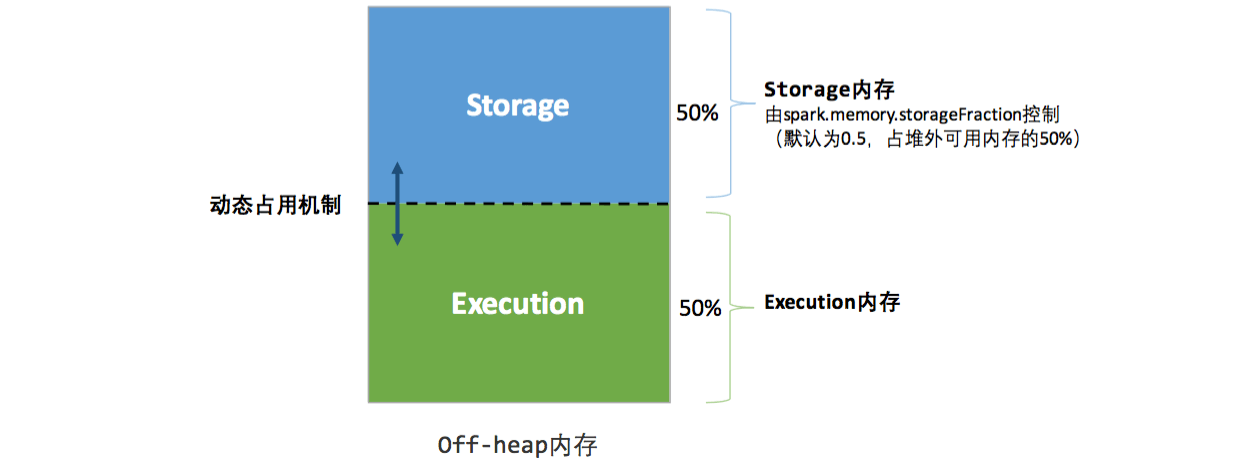 Storage
50%
Storage内存
由spark.memory.storageFraction控制
（默认为0.5，占堆外可用内存的50%）
动态占用机制
Execution
50%
Execution内存
Off-heap内存